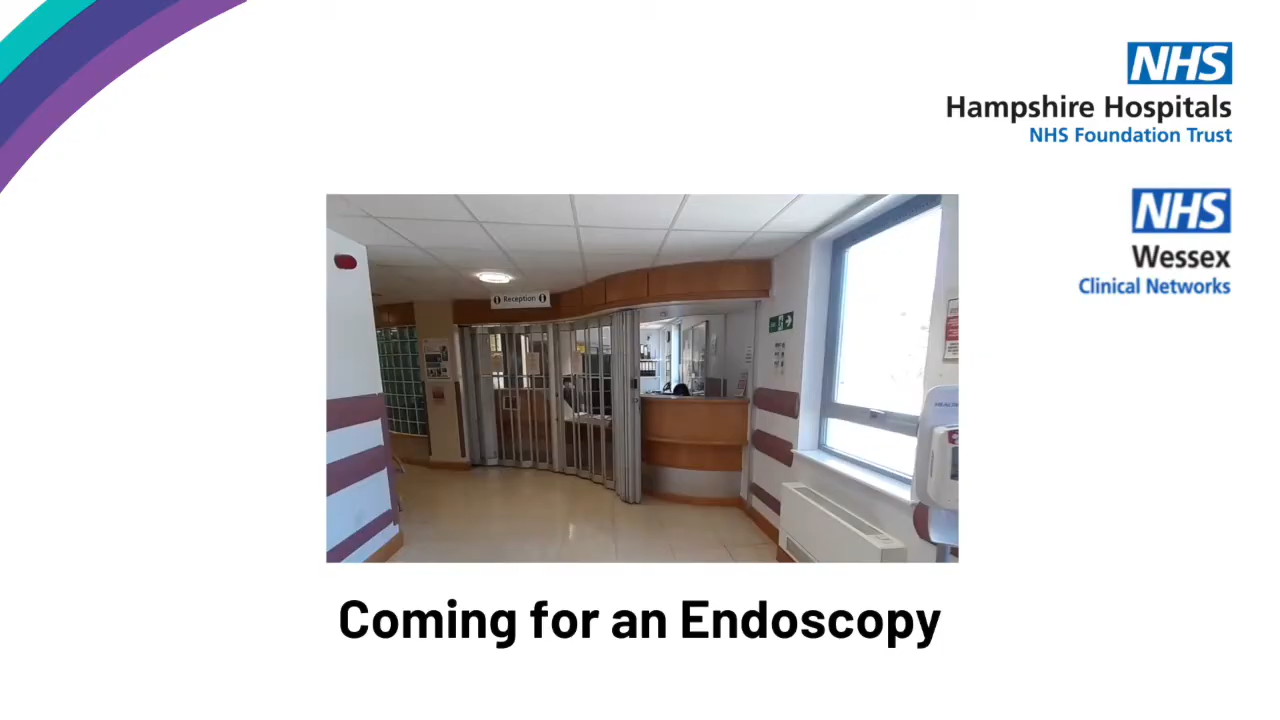 NHS
Hampshire Hospitals
NHS Foundation Trust
NHS
Wessex
Clinical Networks
Reception
Coming for an Endoscopy